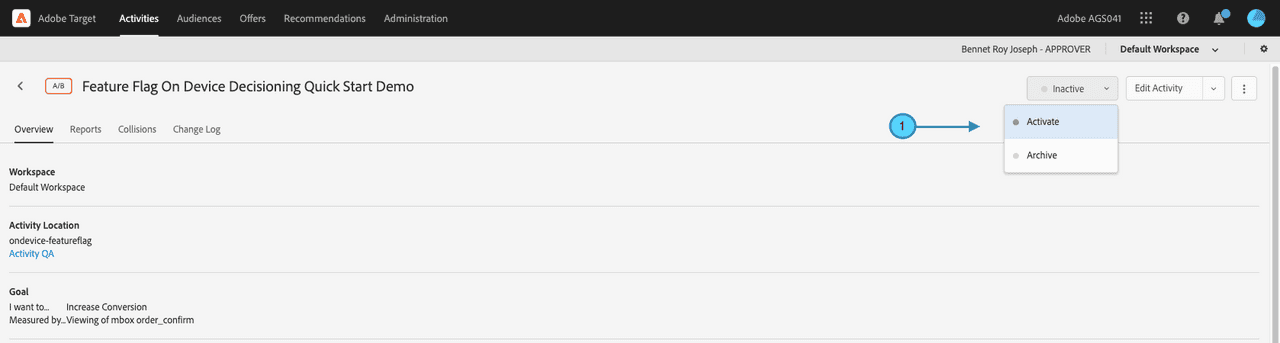 Adobe Target Activities Audiences Offers Recommendations Administration Adobe AGS041
Bennet Roy Joseph - APPROVER Default Workspace
A/B Feature Flag On Device Decisioning Quick Start Demo Inactive Edit Activity
1 Activate
Overview Reports Collisions Change Log
Archive
Workspace
Default Workspace
Activity Location
ondevice-featureflag
Activity QA
Goal
I want to... Increase Conversion
Measured by... Viewing of mbox order_confirm